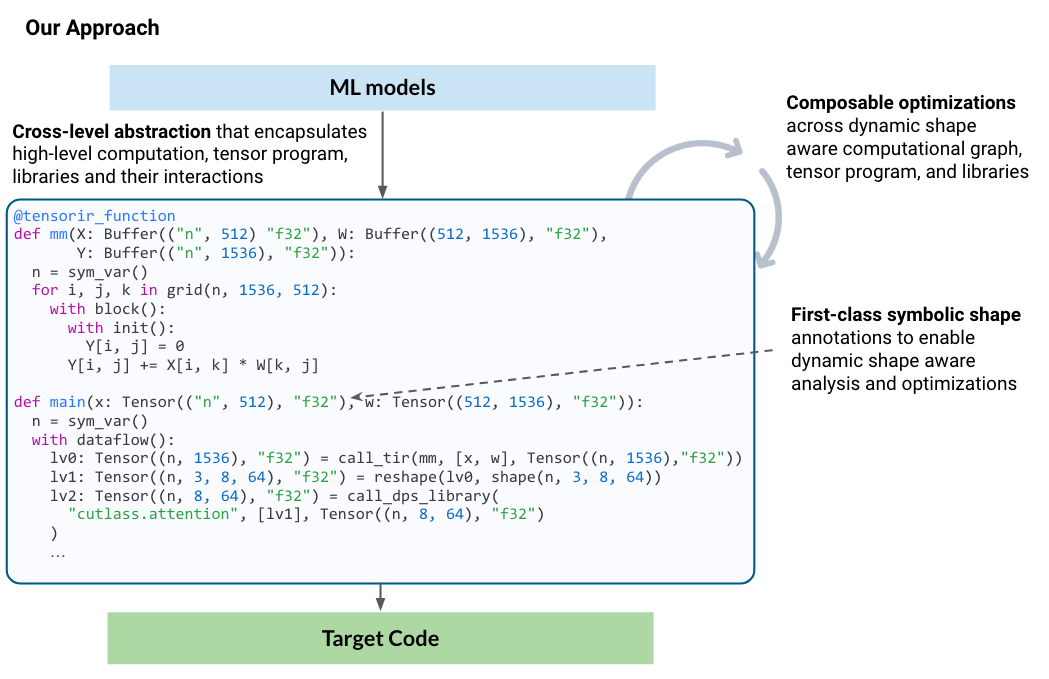 Our Approach
ML models
Cross-level abstraction that encapsulates
high-level computation, tensor program,
libraries and their interactions
Composable optimizations
across dynamic shape
aware computational graph,
tensor program, and libraries
@tensorir_function
def mm(X: Buffer(("n", 512) "f32"), W: Buffer((512, 1536), "f32"),
       Y: Buffer(("n", 1536), "f32")):
  n = sym_var()
  for i, j, k in grid(n, 1536, 512):
    with block():
      with init():
        Y[i, j] = 0
      Y[i, j] += X[i, k] * W[k, j]
def main(x: Tensor(("n", 512), "f32"), w: Tensor((512, 1536), "f32")):
  n = sym_var()
  with dataflow():
    lv0: Tensor((n, 1536), "f32") = call_tir(mm, [x, w], Tensor((n, 1536),"f32"))
    lv1: Tensor((n, 3, 8, 64), "f32") = reshape(lv0, shape(n, 3, 8, 64))
    lv2: Tensor((n, 8, 64), "f32") = call_dps_library(
      "cutlass.attention", [lv1], Tensor((n, 8, 64), "f32")
    )
    ...
First-class symbolic shape
annotations to enable
dynamic shape aware
analysis and optimizations
Target Code